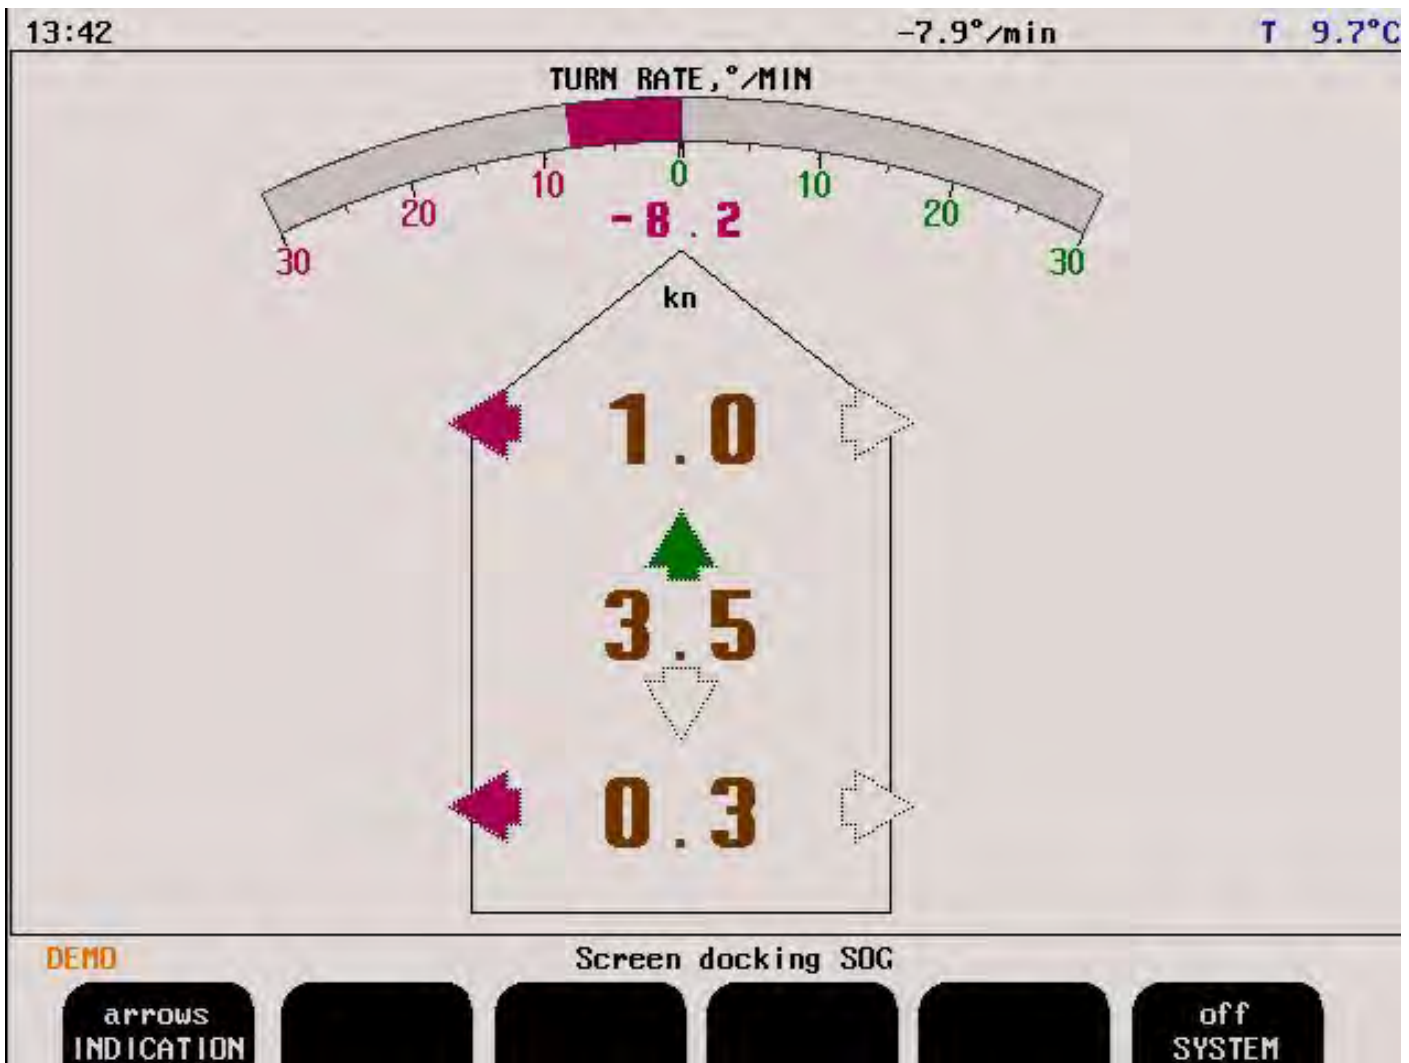 13:42 -7.9°/min T 9.7°C
TURN RATE,°/MIN
10 0 10
20 -8.2 20
30 30
kn
1.0
3.5
0.3
DEMO Screen docking SOG
arrows off
INDICATION SYSTEM